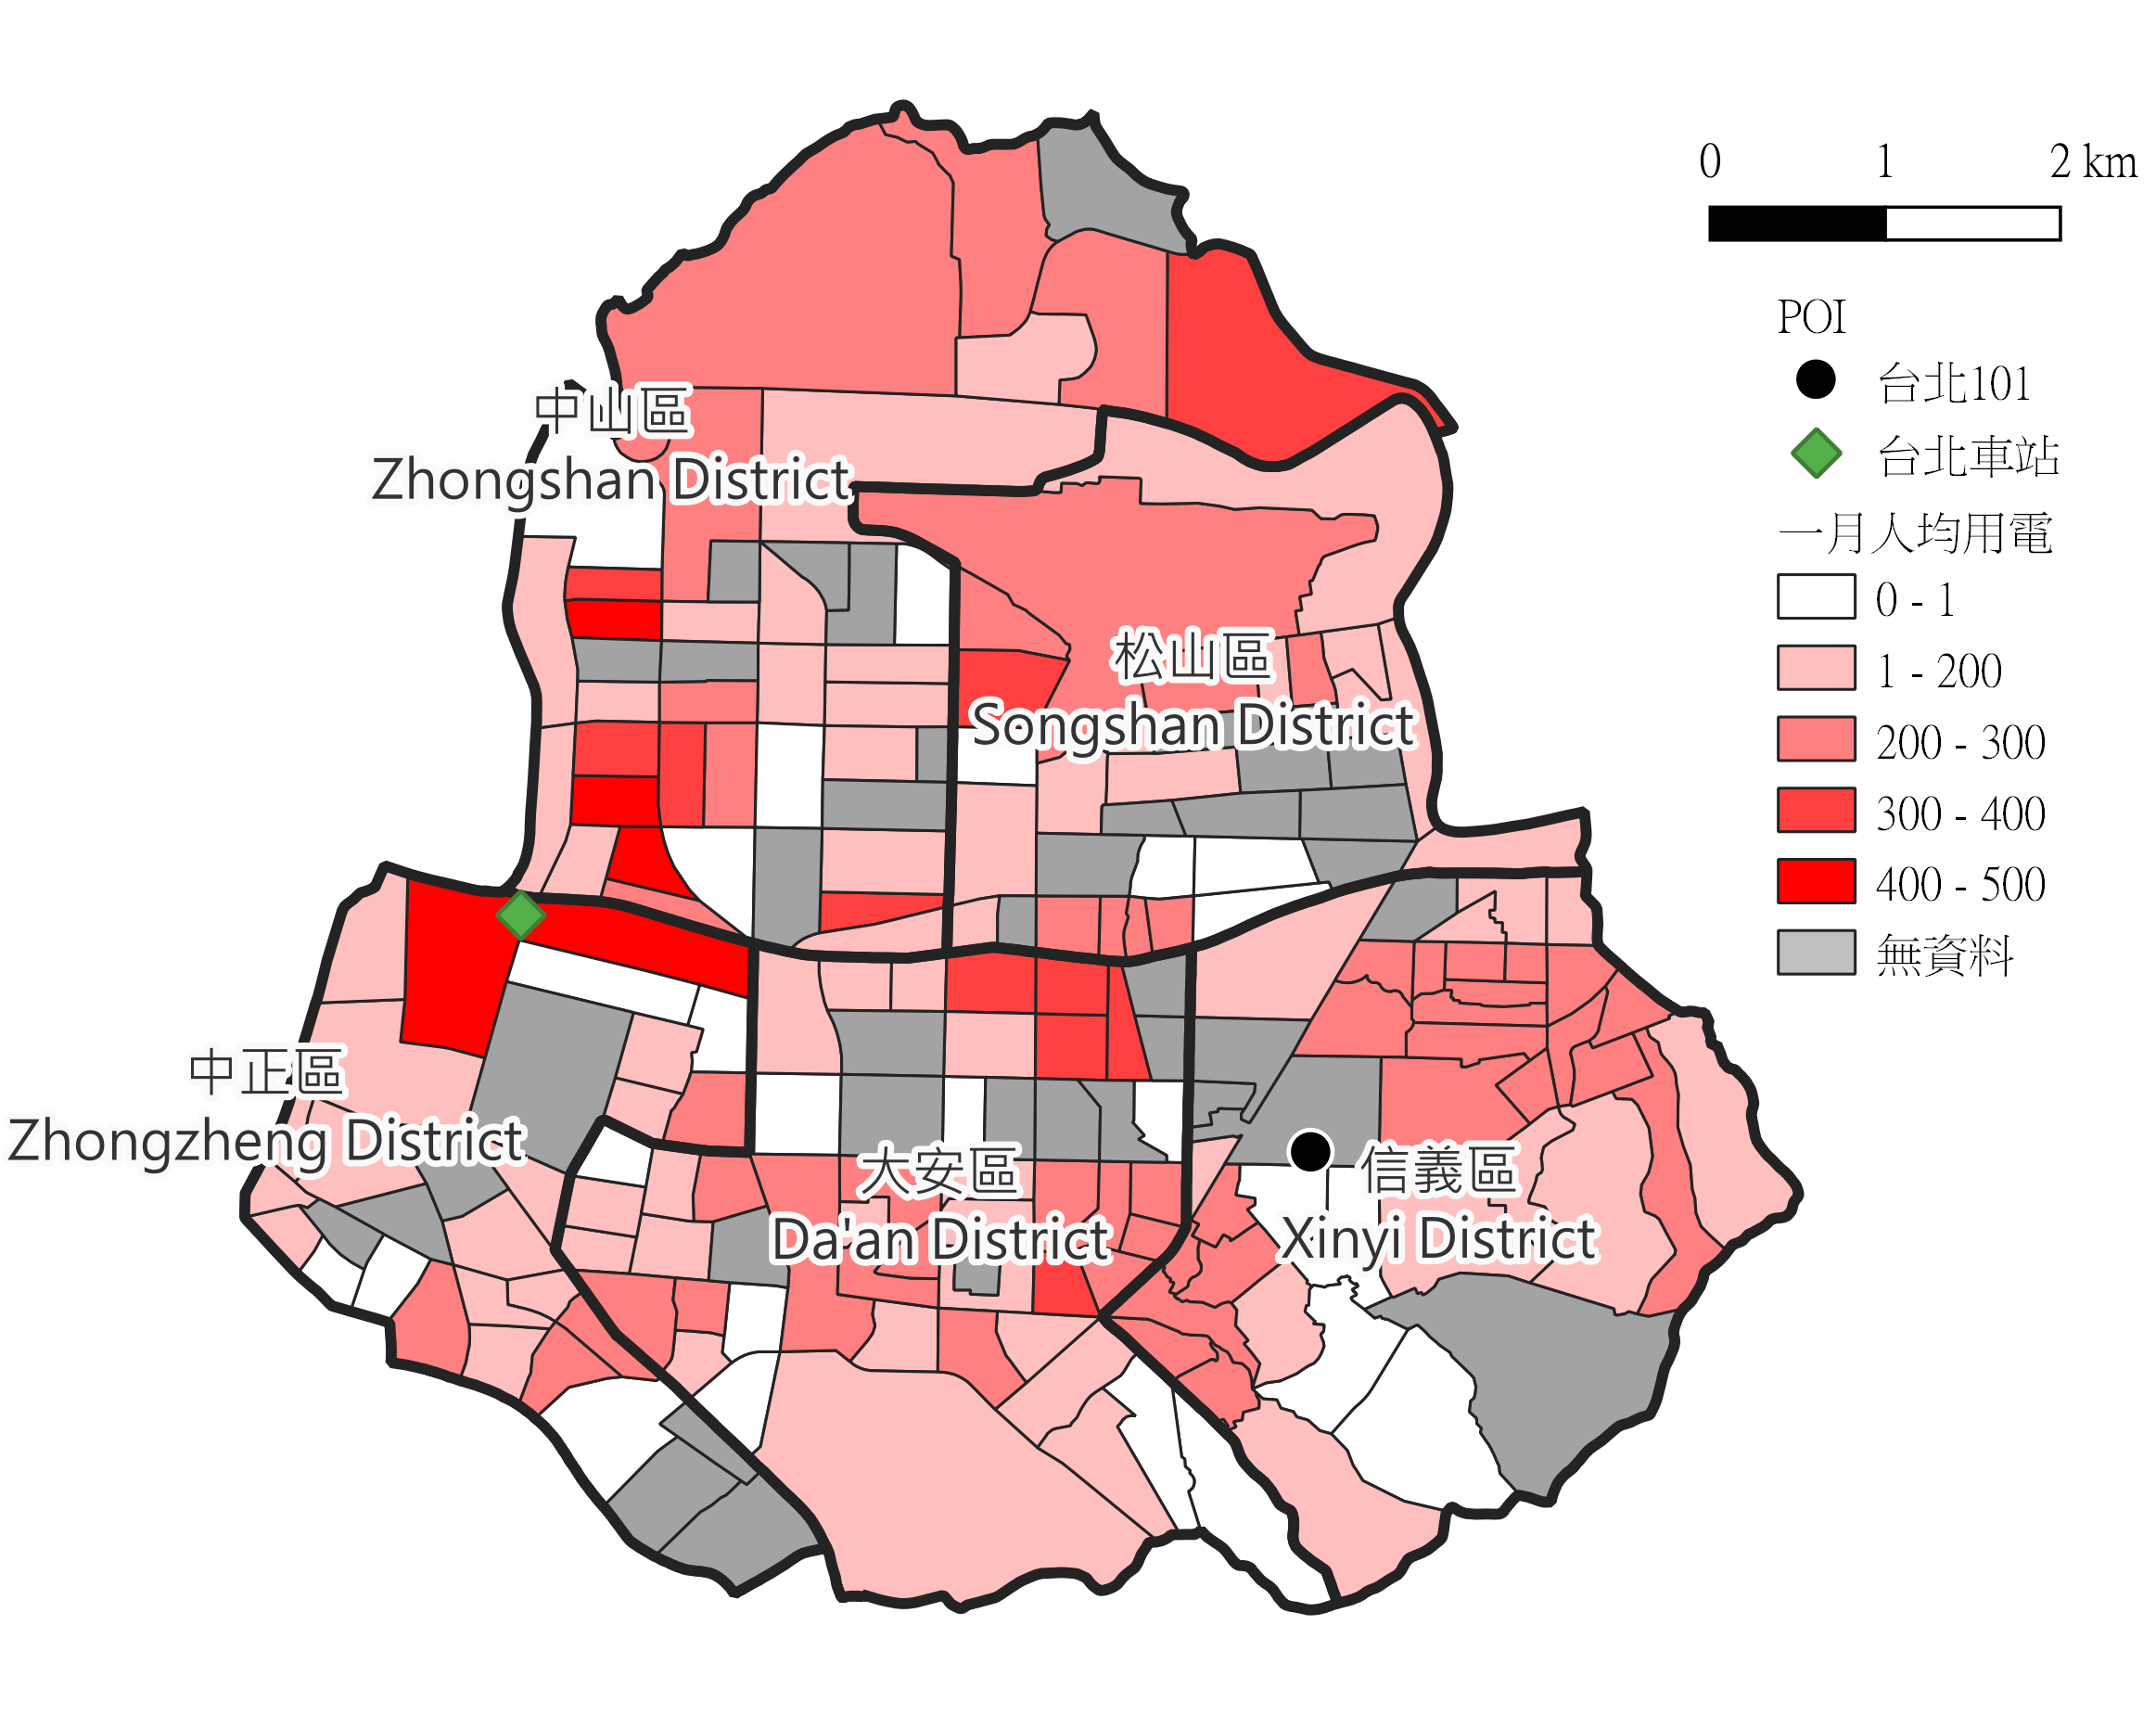 0 1 2 km
POI
台北101
台北車站
一月人均用電
0 - 1
1 - 200
200 - 300
300 - 400
400 - 500
無資料
中山區
Zhongshan District
松山區
Songshan District
中正區
Zhongzheng District
大安區
Da'an District
信義區
Xinyi District